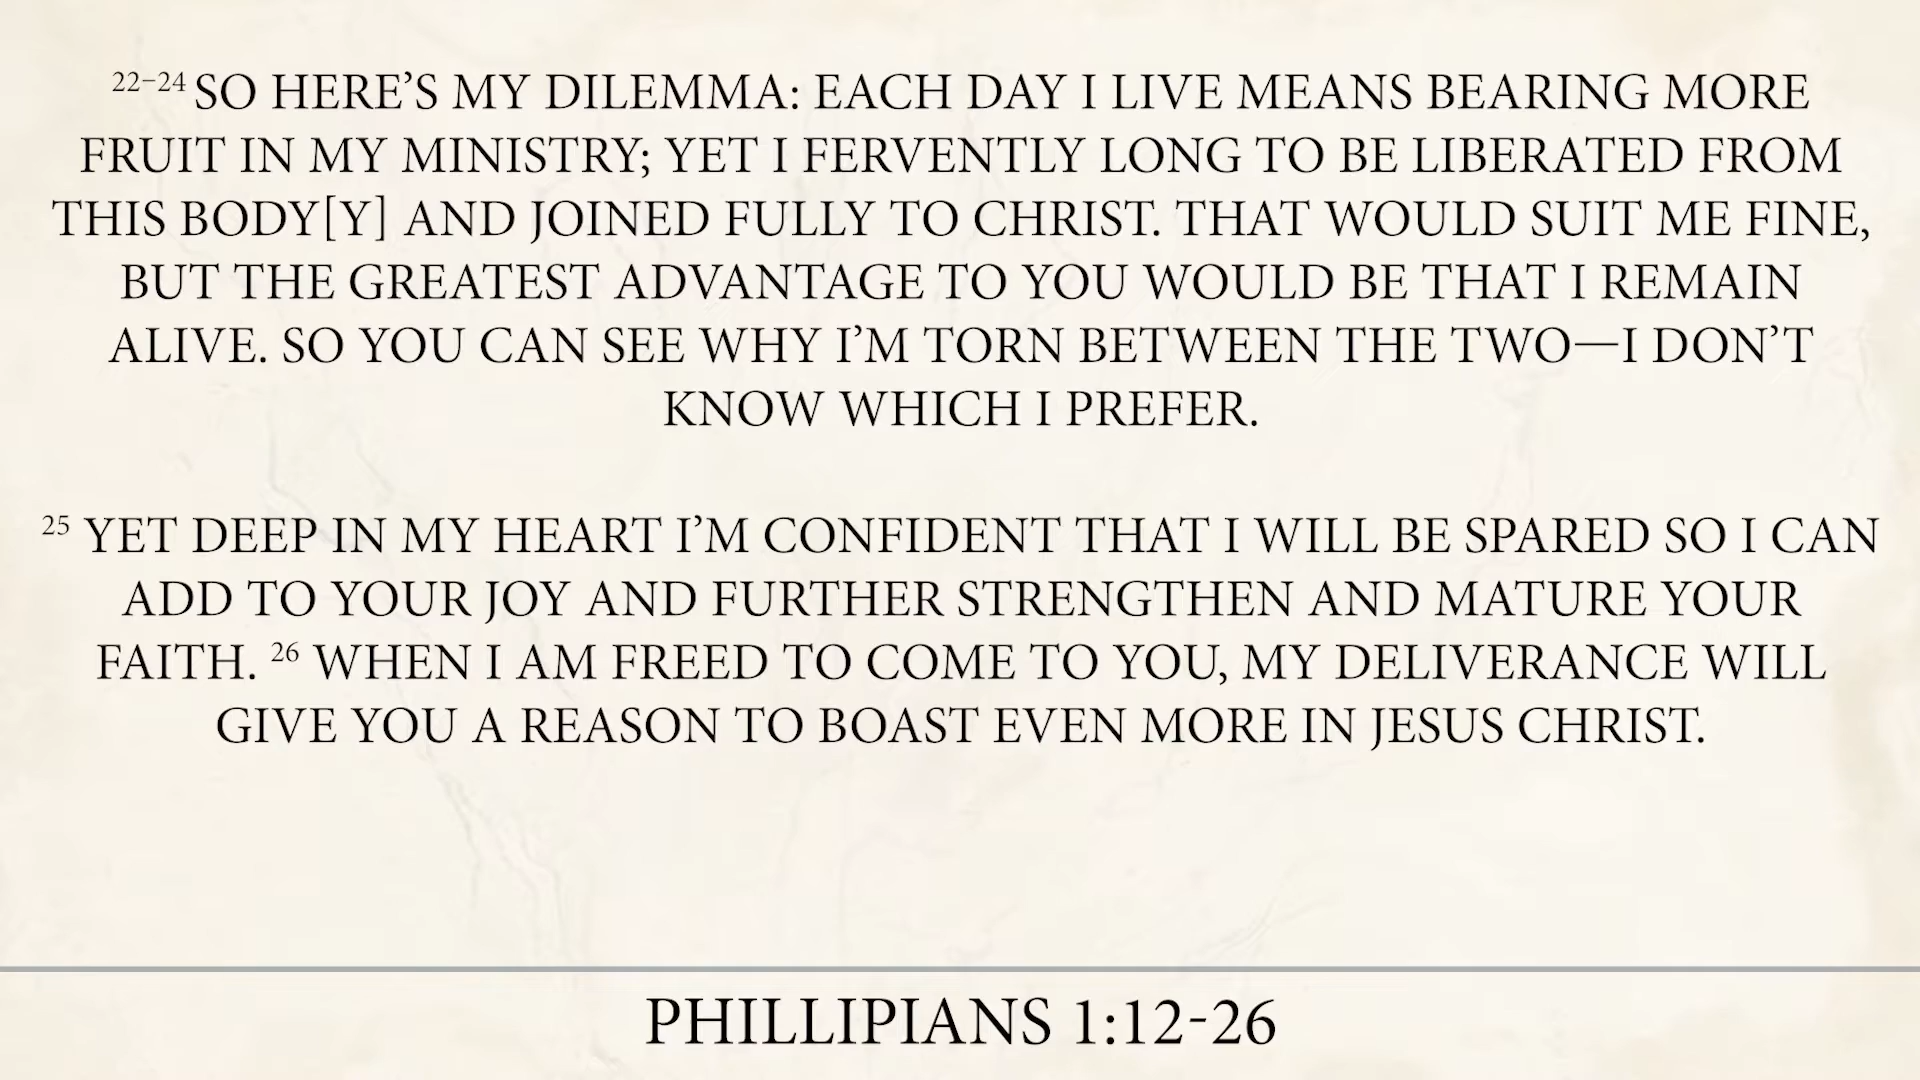 22–24 SO HERE’S MY DILEMMA: EACH DAY I LIVE MEANS BEARING MORE
FRUIT IN MY MINISTRY; YET I FERVENTLY LONG TO BE LIBERATED FROM
THIS BODY[Y] AND JOINED FULLY TO CHRIST. THAT WOULD SUIT ME FINE,
BUT THE GREATEST ADVANTAGE TO YOU WOULD BE THAT I REMAIN
ALIVE. SO YOU CAN SEE WHY I’M TORN BETWEEN THE TWO—I DON’T
KNOW WHICH I PREFER.
25 YET DEEP IN MY HEART I’M CONFIDENT THAT I WILL BE SPARED SO I CAN
ADD TO YOUR JOY AND FURTHER STRENGTHEN AND MATURE YOUR
FAITH. 26 WHEN I AM FREED TO COME TO YOU, MY DELIVERANCE WILL
GIVE YOU A REASON TO BOAST EVEN MORE IN JESUS CHRIST.
PHILLIPIANS 1:12-26